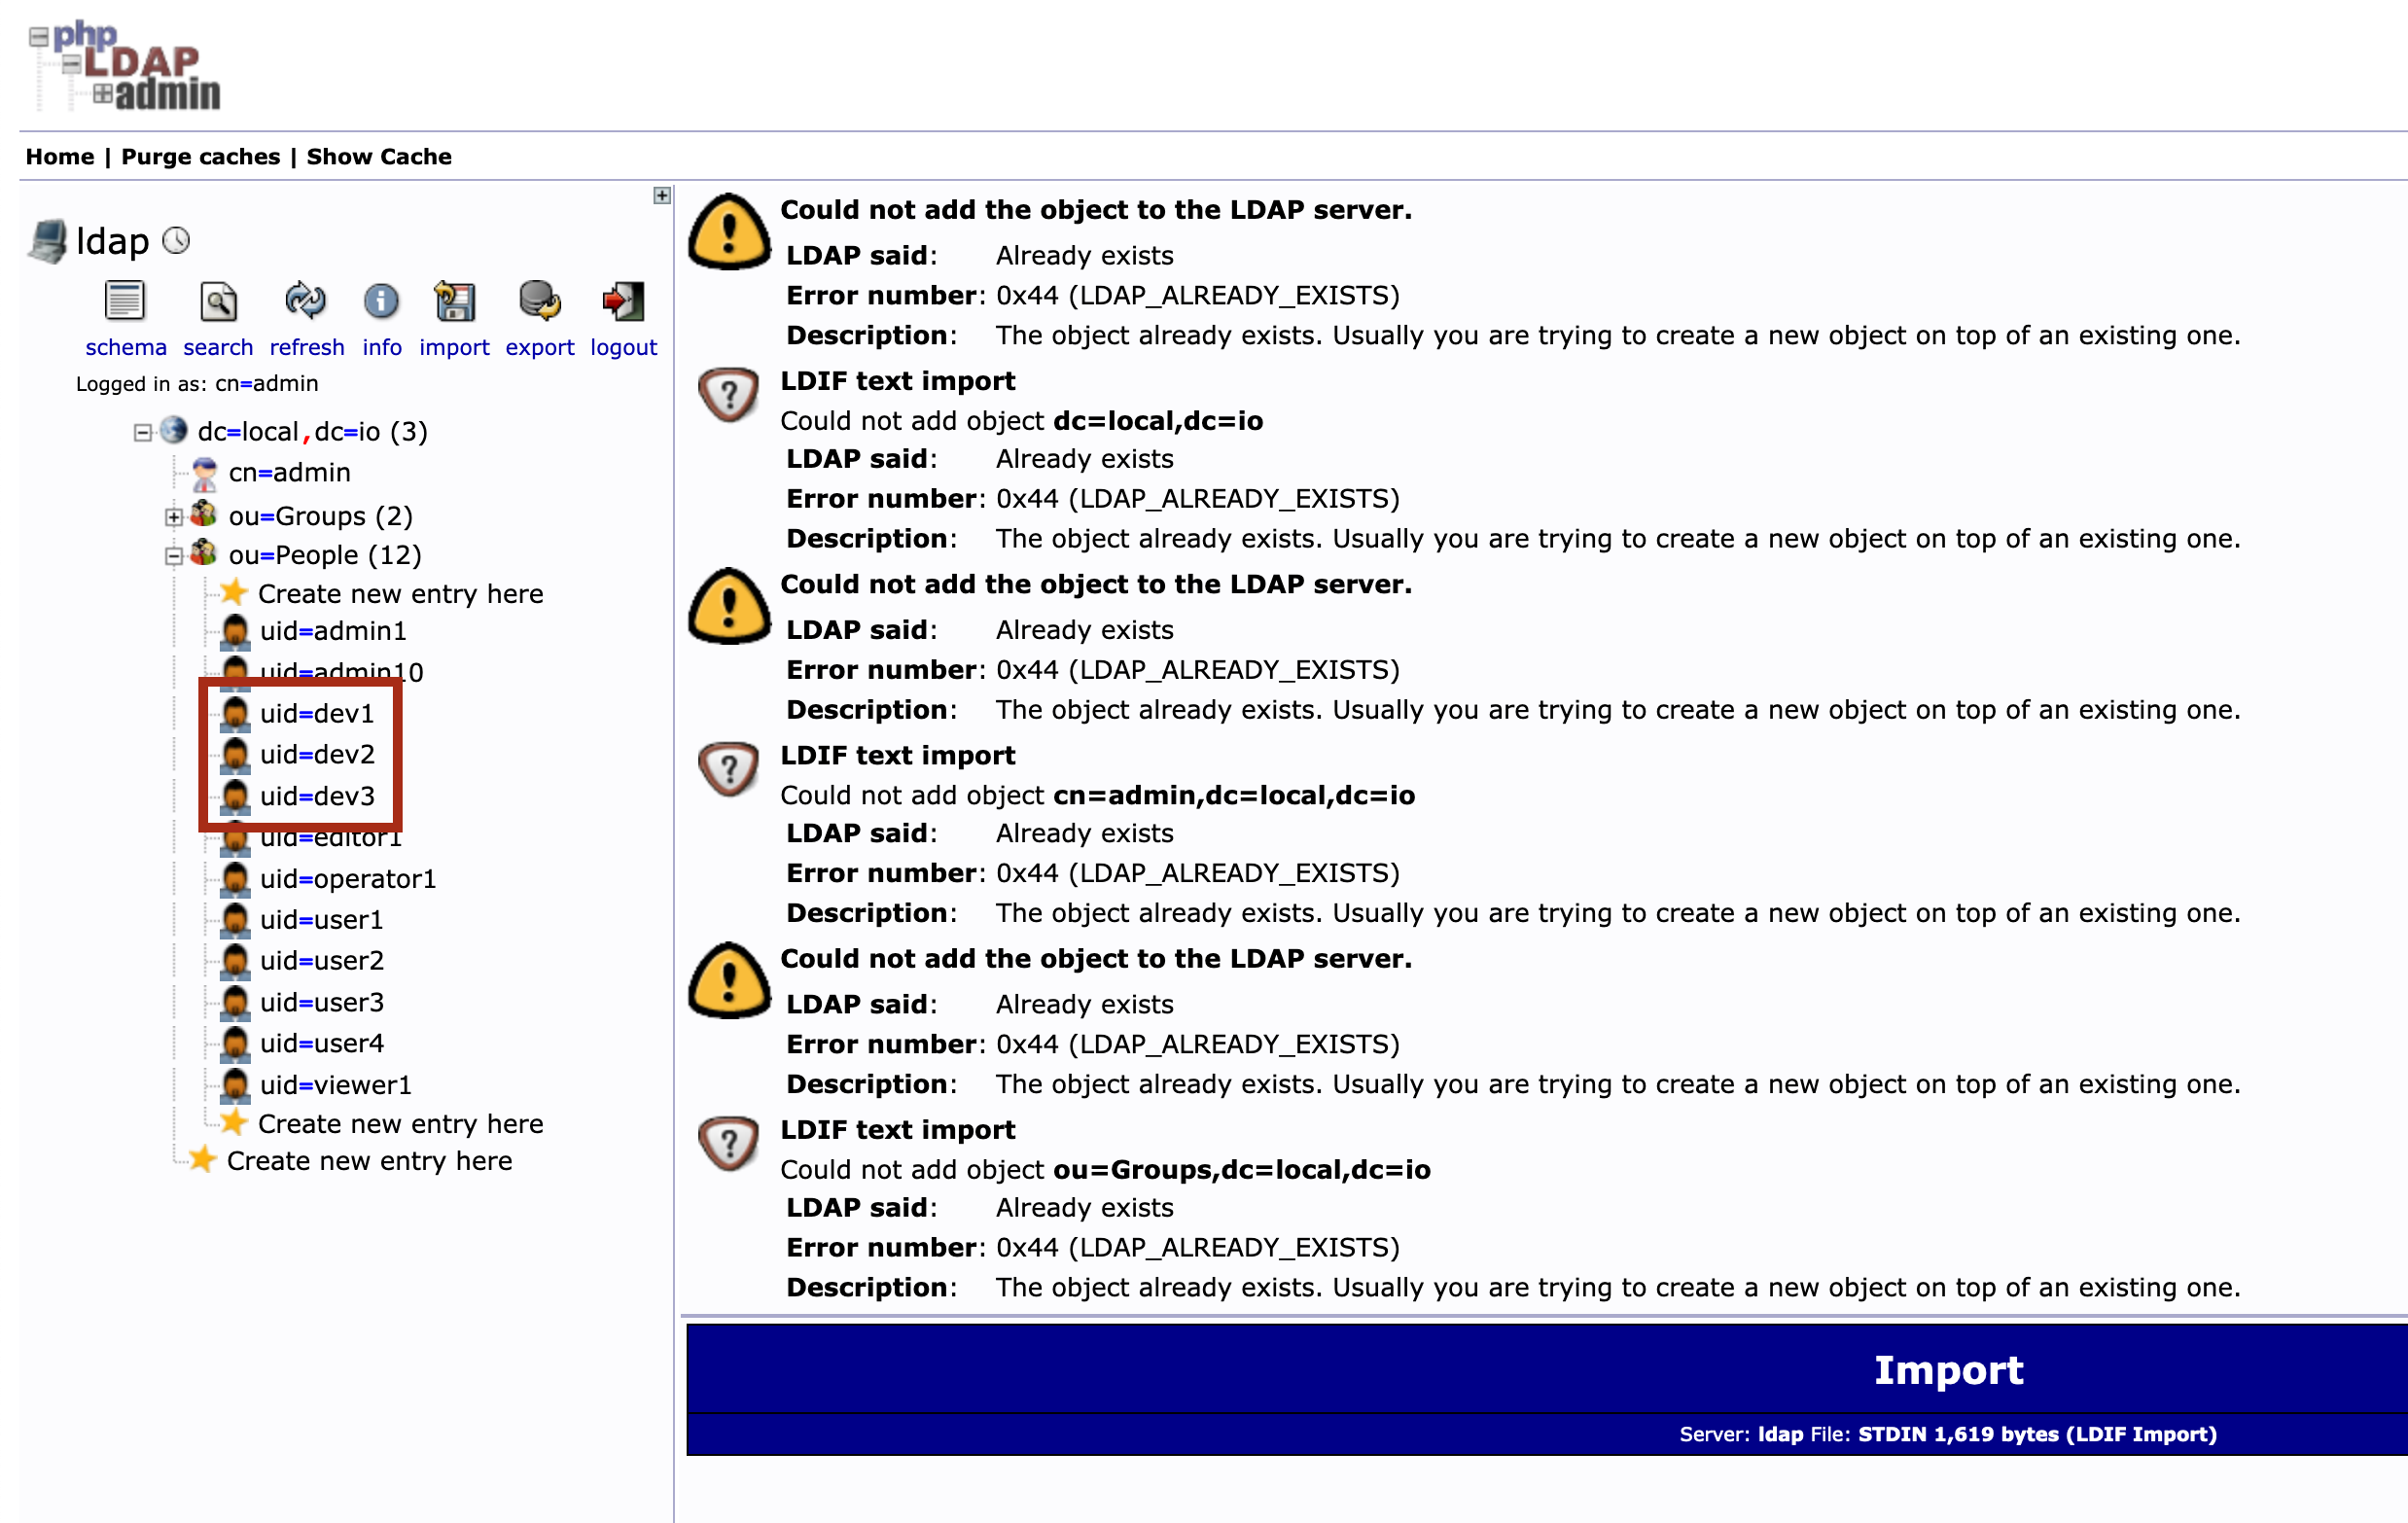 php
LDAP
admin
Home | Purge caches | Show Cache
ldap
schema search refresh info import export logout
Logged in as: cn=admin
dc=local,dc=io (3)
cn=admin
ou=Groups (2)
ou=People (12)
Create new entry here
uid=admin1
uid=admin10
uid=dev1
uid=dev2
uid=dev3
uid=editor1
uid=operator1
uid=user1
uid=user2
uid=user3
uid=user4
uid=viewer1
Create new entry here
Create new entry here
Could not add the object to the LDAP server.
LDAP said: Already exists
Error number: 0x44 (LDAP_ALREADY_EXISTS)
Description: The object already exists. Usually you are trying to create a new object on top of an existing one.
LDIF text import
Could not add object dc=local,dc=io
LDAP said: Already exists
Error number: 0x44 (LDAP_ALREADY_EXISTS)
Description: The object already exists. Usually you are trying to create a new object on top of an existing one.
Could not add the object to the LDAP server.
LDAP said: Already exists
Error number: 0x44 (LDAP_ALREADY_EXISTS)
Description: The object already exists. Usually you are trying to create a new object on top of an existing one.
LDIF text import
Could not add object cn=admin,dc=local,dc=io
LDAP said: Already exists
Error number: 0x44 (LDAP_ALREADY_EXISTS)
Description: The object already exists. Usually you are trying to create a new object on top of an existing one.
Could not add the object to the LDAP server.
LDAP said: Already exists
Error number: 0x44 (LDAP_ALREADY_EXISTS)
Description: The object already exists. Usually you are trying to create a new object on top of an existing one.
LDIF text import
Could not add object ou=Groups,dc=local,dc=io
LDAP said: Already exists
Error number: 0x44 (LDAP_ALREADY_EXISTS)
Description: The object already exists. Usually you are trying to create a new object on top of an existing one.
Import
Server: ldap File: STDIN 1,619 bytes (LDIF Import)